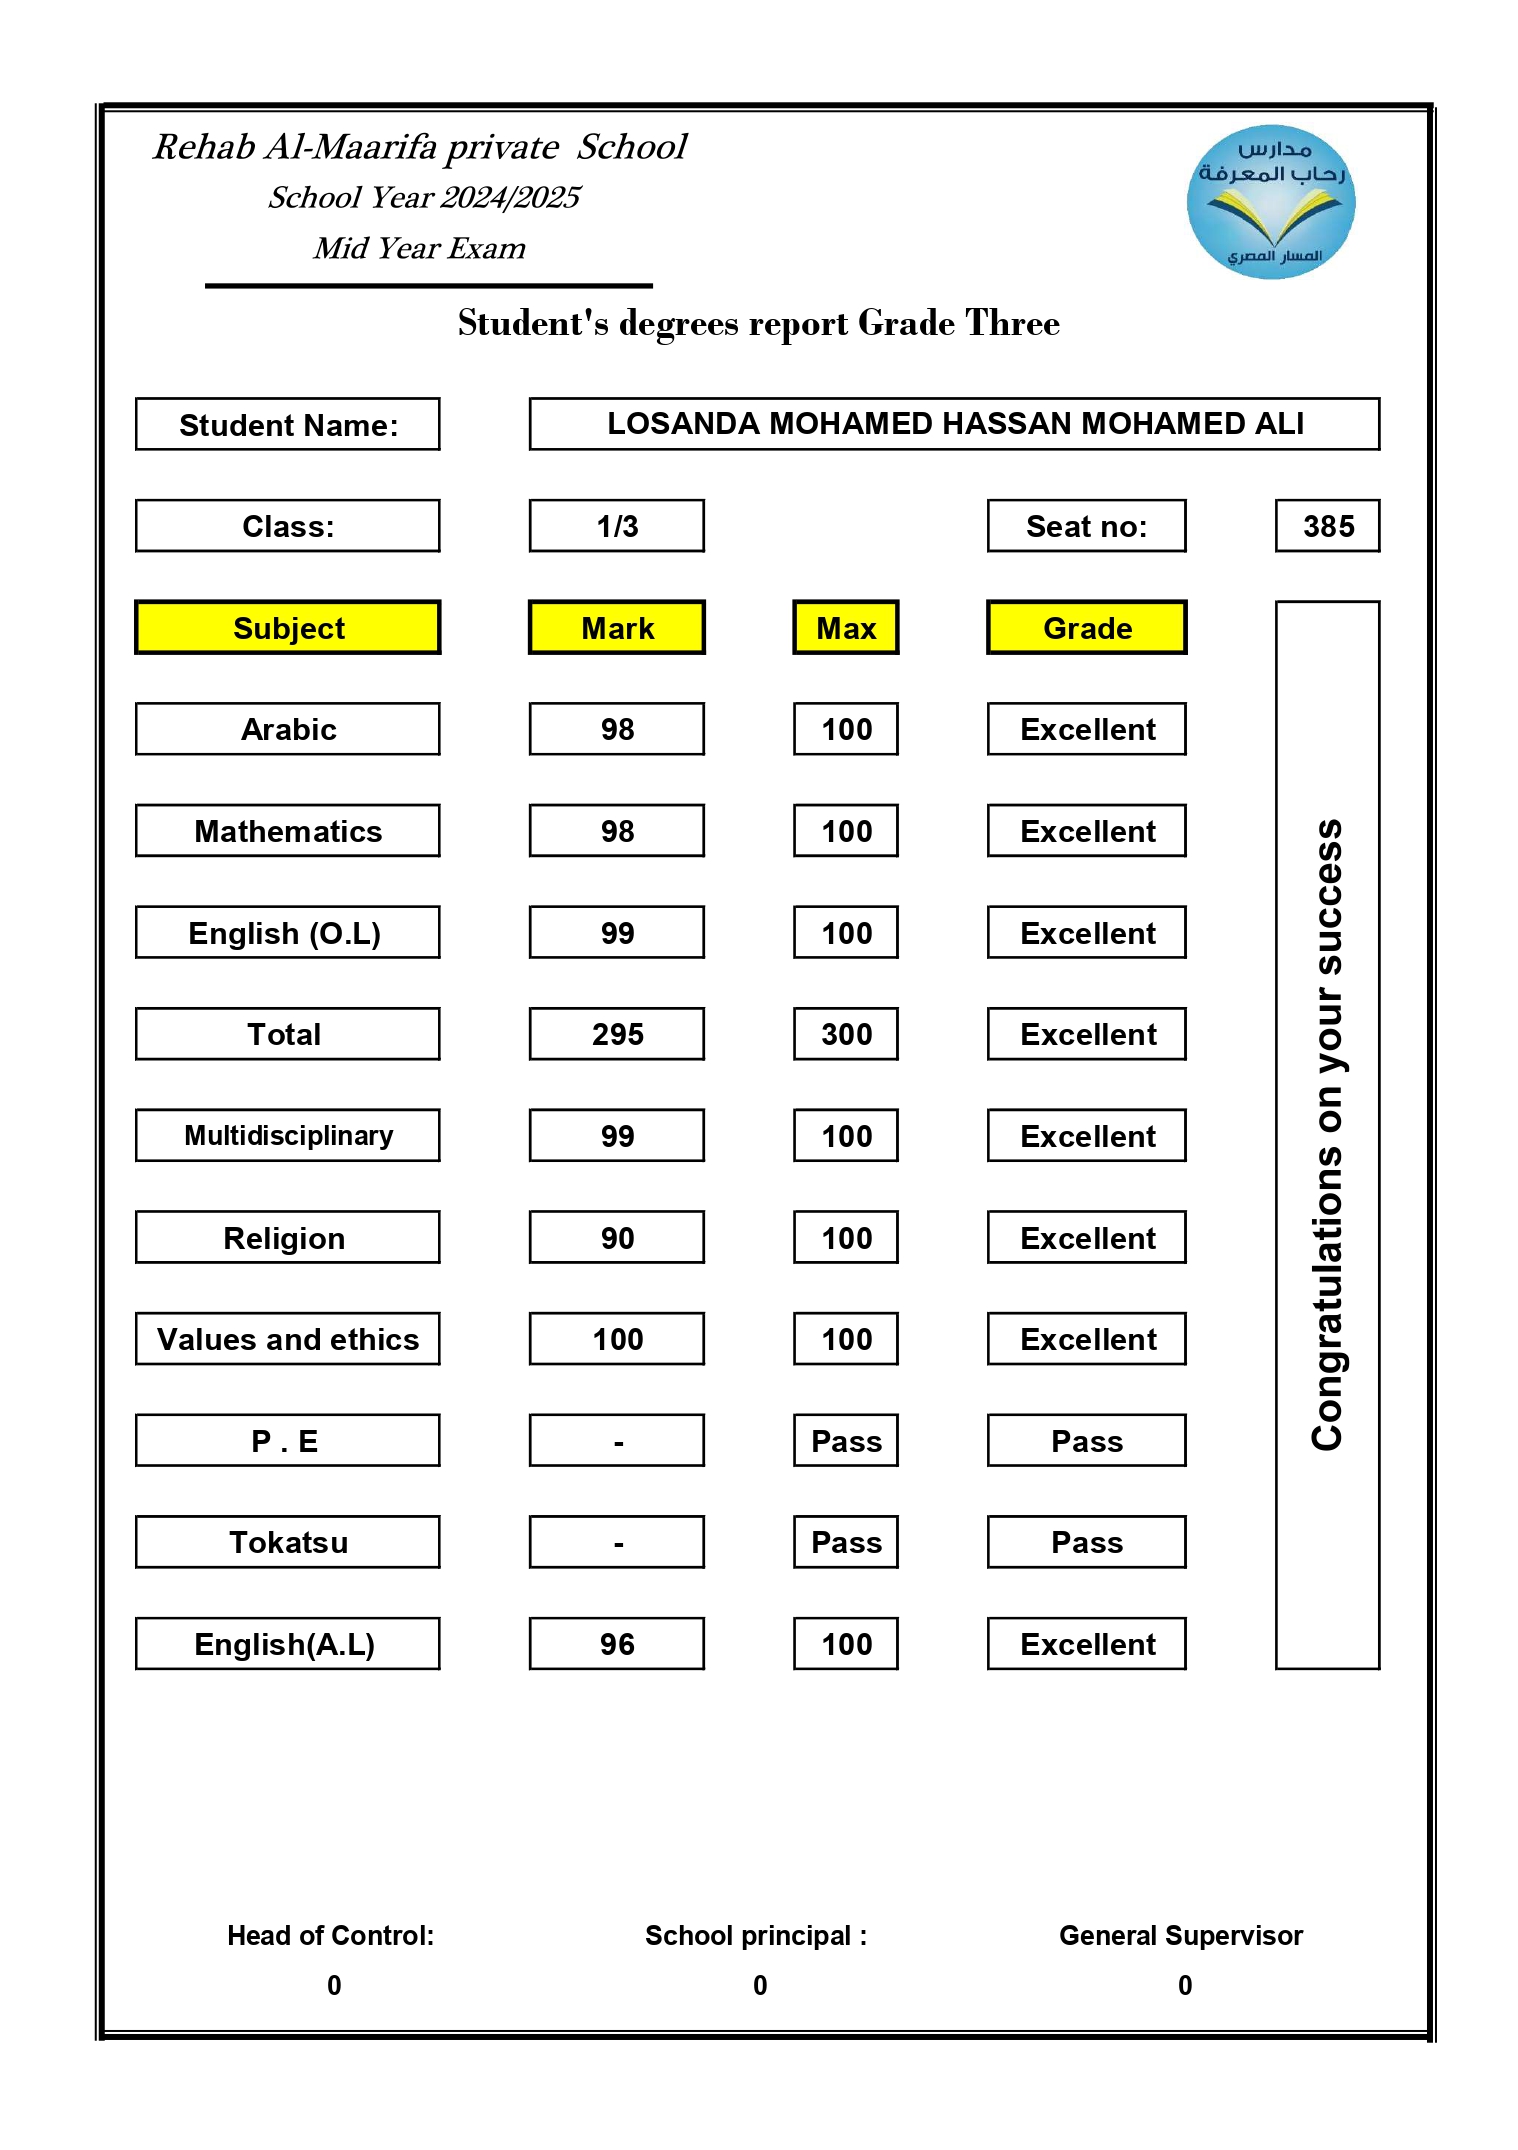 Rehab Al-Maarifa private School
School Year 2024/2025
Mid Year Exam
مدارس
رحاب المعرفة
المسار المصري
Student's degrees report Grade Three
Student Name: LOSANDA MOHAMED HASSAN MOHAMED ALI
Class: 1/3 Seat no: 385
Subject Mark Max Grade
Arabic 98 100 Excellent
Mathematics 98 100 Excellent
English (O.L) 99 100 Excellent
Total 295 300 Excellent
Multidisciplinary 99 100 Excellent
Religion 90 100 Excellent
Values and ethics 100 100 Excellent
P . E - Pass Pass
Tokatsu - Pass Pass
English(A.L) 96 100 Excellent
Congratulations on your success
Head of Control: School principal : General Supervisor
0 0 0